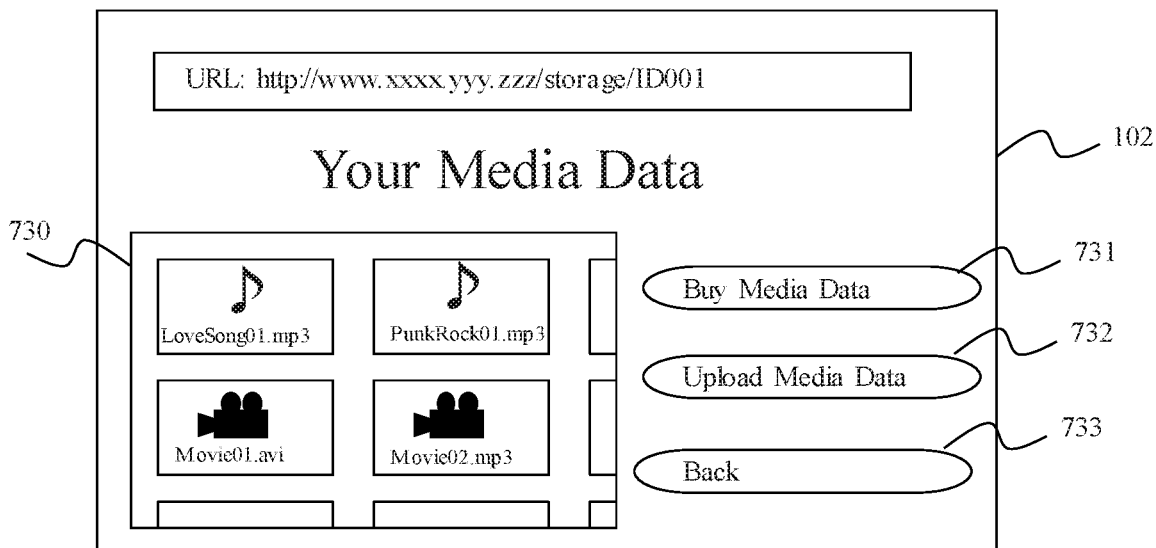 URL: http://www.xxxx.yyy.zzz/storage/ID001
102
Your Media Data
730
731
LoveSong01.mp3
PunkRock01.mp3
Buy Media Data
732
Upload Media Data
Movie01.avi
Movie02.mp3
733
Back